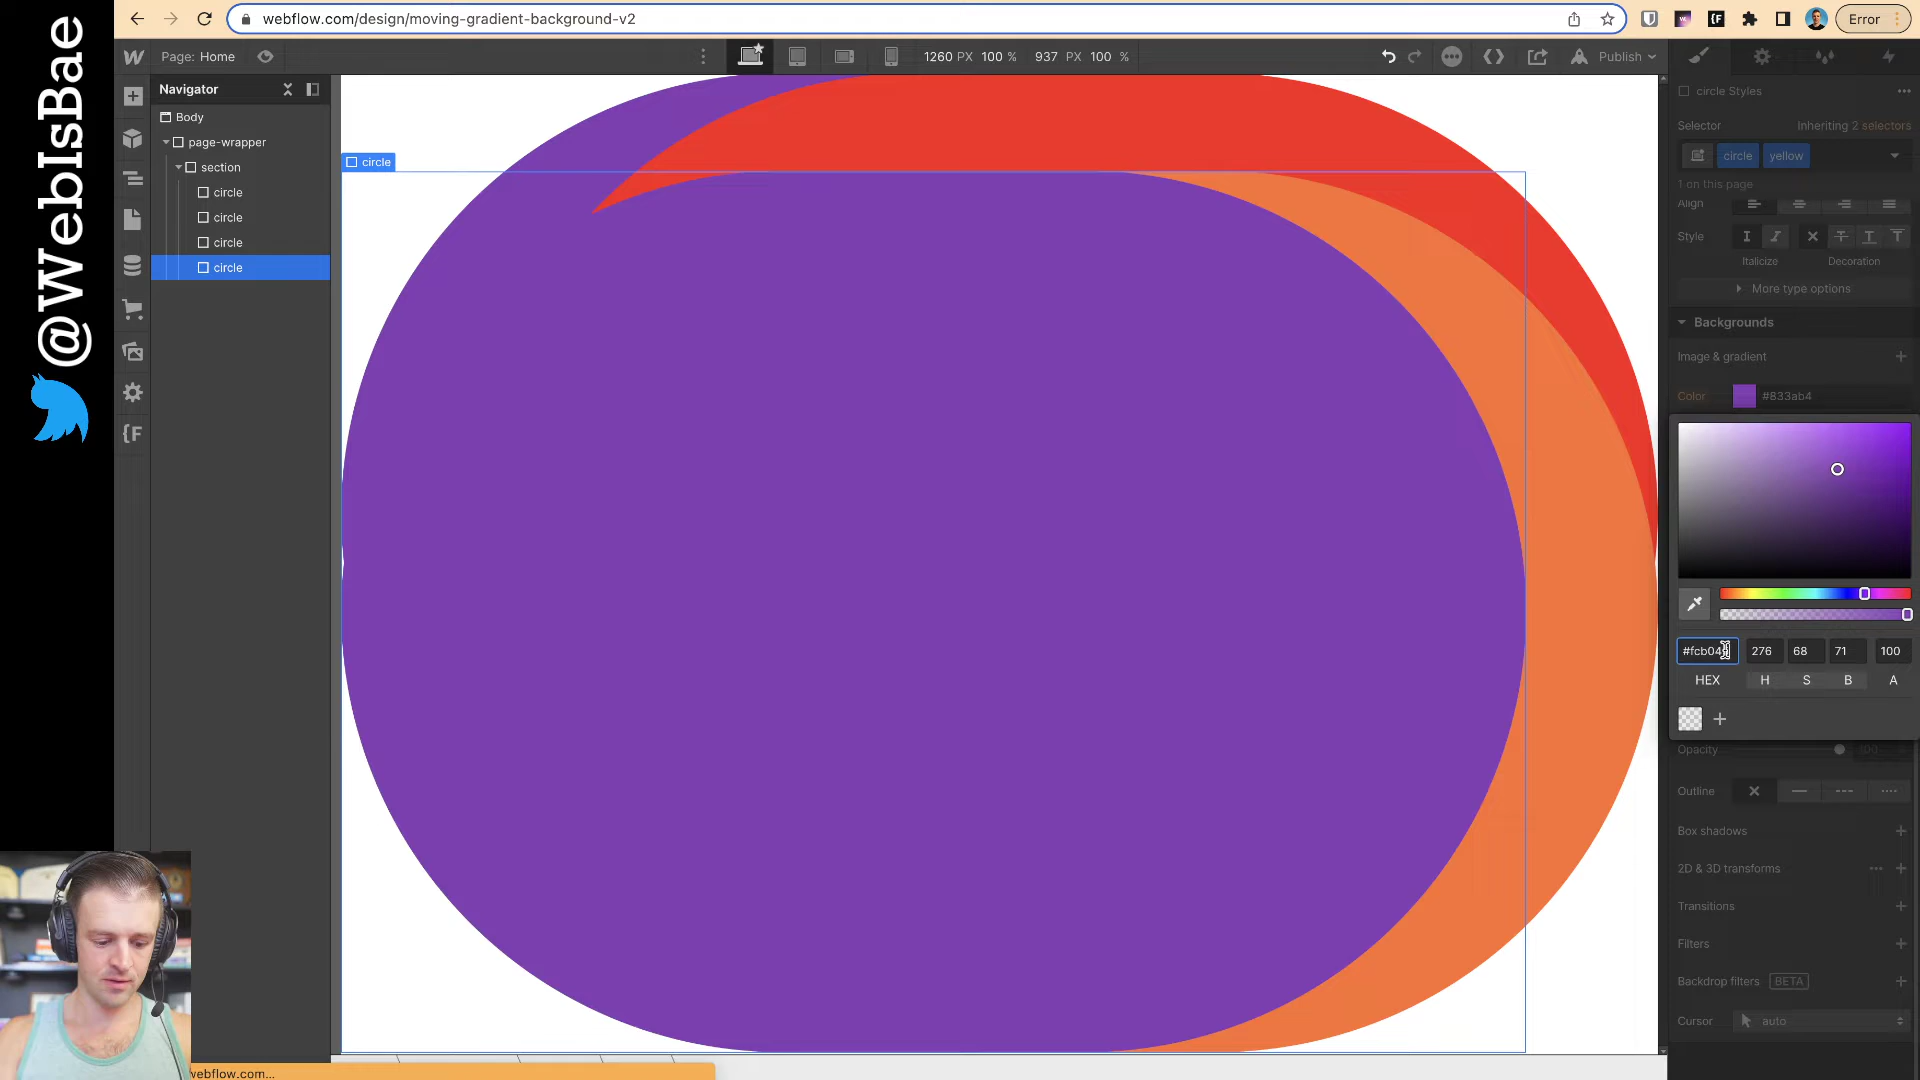 @WebIsBae
webflow.com/design/moving-gradient-background-v2
Error
Page: Home
1260 PX 100 %
937 PX 100 %
Publish
Navigator
Body
page-wrapper
section
circle
circle
circle
circle
circle
circle Styles
Selector
Inheriting 2 selectors
circle
yellow
1 on this page
Align
Style
Italicize
Decoration
More type options
Backgrounds
Image & gradient
Color
#833ab4
276
68
71
100
HEX
H
S
B
A
Opacity
100
Outline
Box shadows
2D & 3D transforms
Transitions
Filters
Backdrop filters
BETA
Cursor
auto